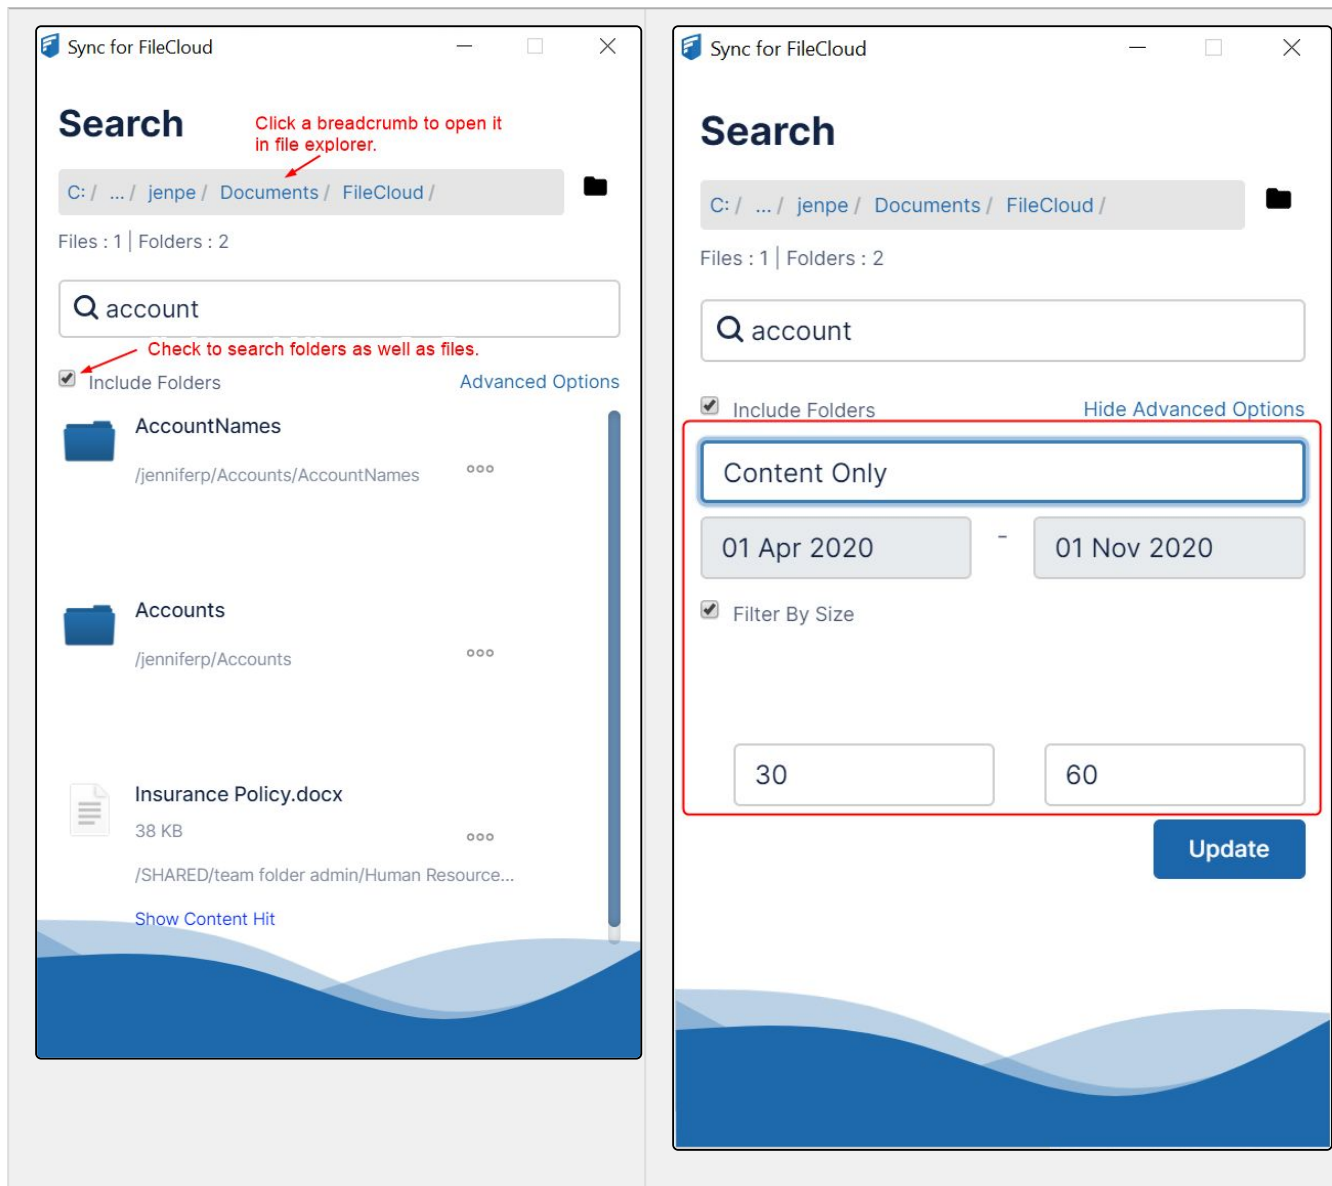 Sync for FileCloud
Search
Click a breadcrumb to open it
in file explorer.
C: / ... / jenpe / Documents / FileCloud /
Files : 1 | Folders : 2
account
Check to search folders as well as files.
Include Folders
Advanced Options
AccountNames
/jenniferp/Accounts/AccountNames
Accounts
/jenniferp/Accounts
Insurance Policy.docx
38 KB
/SHARED/team folder admin/Human Resource...
Show Content Hit
Sync for FileCloud
Search
C: / ... / jenpe / Documents / FileCloud /
Files : 1 | Folders : 2
account
Include Folders
Hide Advanced Options
Content Only
01 Apr 2020 - 01 Nov 2020
Filter By Size
30
60
Update